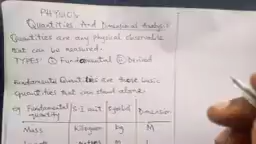 PHYSICS
Quantities And Dimensional Analysis
Quantities are any physical observable
that can be measured.
TYPES: ① Fundamental ② Derived
Fundamental Quantities are those basic
quantities that can stand alone.
eg Fundamental quantity | S.I unit | Symbol | Dimension
Mass | Kilogram | kg | M